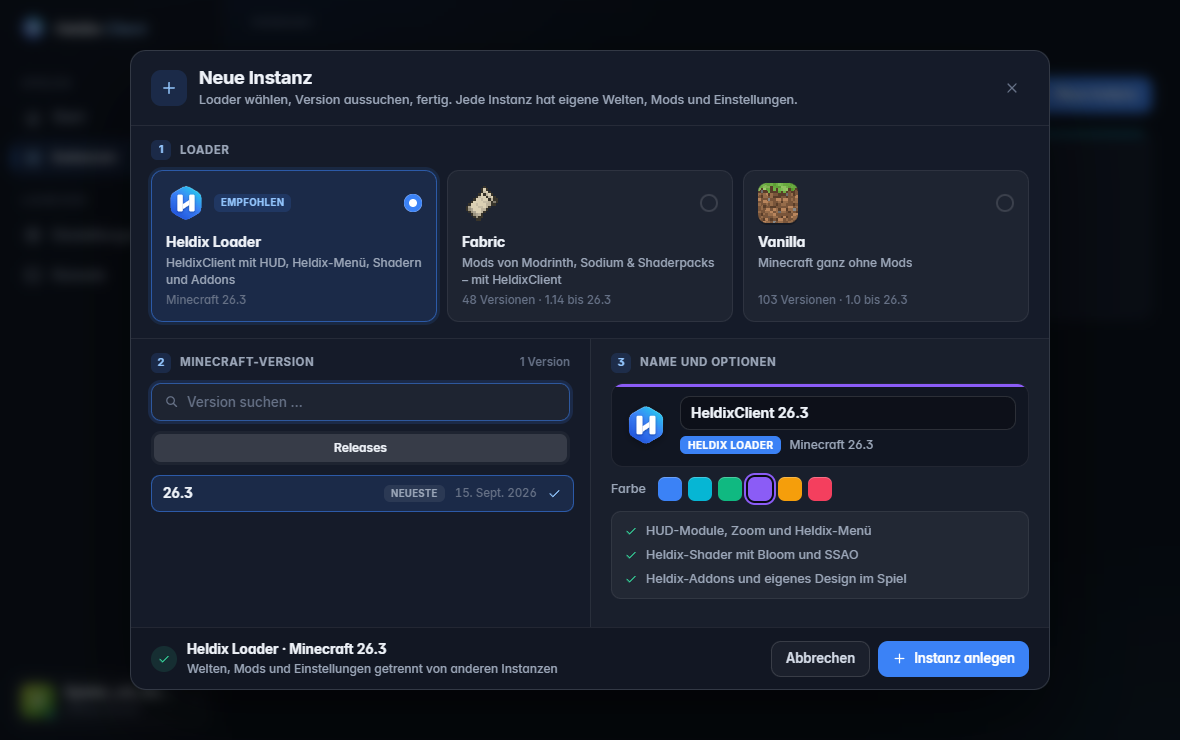 Neue Instanz
Loader wählen, Version aussuchen, fertig. Jede Instanz hat eigene Welten, Mods und Einstellungen.
1 LOADER
EMPFOHLEN
Heldix Loader
HeldixClient mit HUD, Heldix-Menü, Shadern
und Addons
Minecraft 26.3
Fabric
Mods von Modrinth, Sodium & Shaderpacks
– mit HeldixClient
48 Versionen · 1.14 bis 26.3
Vanilla
Minecraft ganz ohne Mods
103 Versionen · 1.0 bis 26.3
2 MINECRAFT-VERSION 1 Version
Version suchen ...
Releases
26.3 NEUESTE 15. Sept. 2026
3 NAME UND OPTIONEN
HeldixClient 26.3
HELDIX LOADER Minecraft 26.3
Farbe
HUD-Module, Zoom und Heldix-Menü
Heldix-Shader mit Bloom und SSAO
Heldix-Addons und eigenes Design im Spiel
Heldix Loader · Minecraft 26.3
Welten, Mods und Einstellungen getrennt von anderen Instanzen
Abbrechen
Instanz anlegen